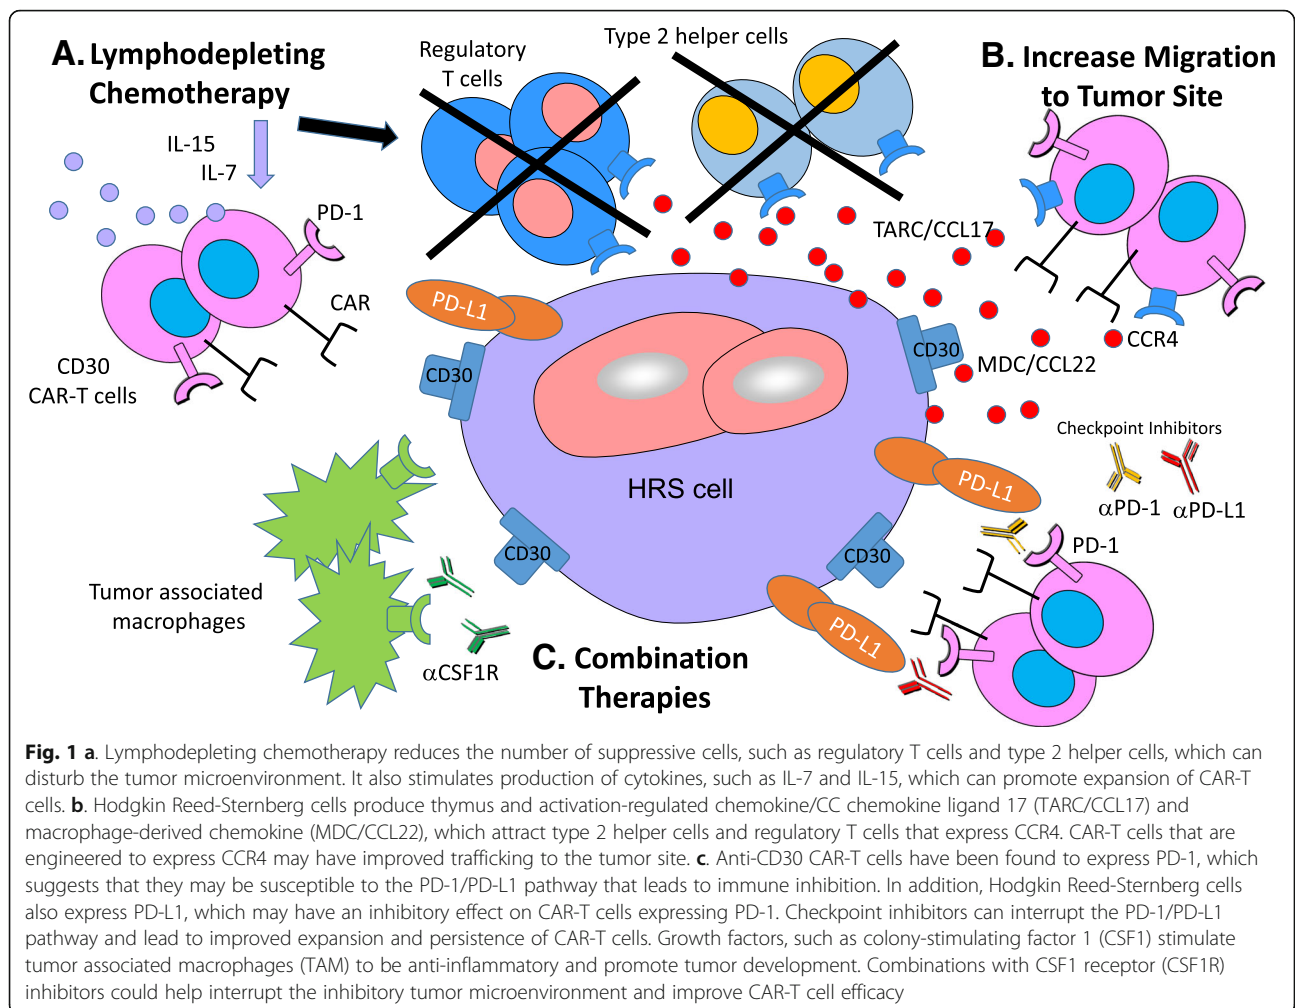 A. Lymphodepleting
Chemotherapy
Regulatory
T cells
Type 2 helper cells
B. Increase Migration
to Tumor Site
IL-15
IL-7
PD-1
CAR
CD30
CAR-T cells
TARC/CCL17
CCR4
MDC/CCL22
PD-L1
CD30
CD30
HRS cell
Checkpoint Inhibitors
αPD-1 αPD-L1
PD-L1
PD-1
CD30
CD30
PD-L1
Tumor associated
macrophages
αCSF1R
C. Combination
Therapies
Fig. 1 a. Lymphodepleting chemotherapy reduces the number of suppressive cells, such as regulatory T cells and type 2 helper cells, which can
disturb the tumor microenvironment. It also stimulates production of cytokines, such as IL-7 and IL-15, which can promote expansion of CAR-T
cells. b. Hodgkin Reed-Sternberg cells produce thymus and activation-regulated chemokine/CC chemokine ligand 17 (TARC/CCL17) and
macrophage-derived chemokine (MDC/CCL22), which attract type 2 helper cells and regulatory T cells that express CCR4. CAR-T cells that are
engineered to express CCR4 may have improved trafficking to the tumor site. c. Anti-CD30 CAR-T cells have been found to express PD-1, which
suggests that they may be susceptible to the PD-1/PD-L1 pathway that leads to immune inhibition. In addition, Hodgkin Reed-Sternberg cells
also express PD-L1, which may have an inhibitory effect on CAR-T cells expressing PD-1. Checkpoint inhibitors can interrupt the PD-1/PD-L1
pathway and lead to improved expansion and persistence of CAR-T cells. Growth factors, such as colony-stimulating factor 1 (CSF1) stimulate
tumor associated macrophages (TAM) to be anti-inflammatory and promote tumor development. Combinations with CSF1 receptor (CSF1R)
inhibitors could help interrupt the inhibitory tumor microenvironment and improve CAR-T cell efficacy